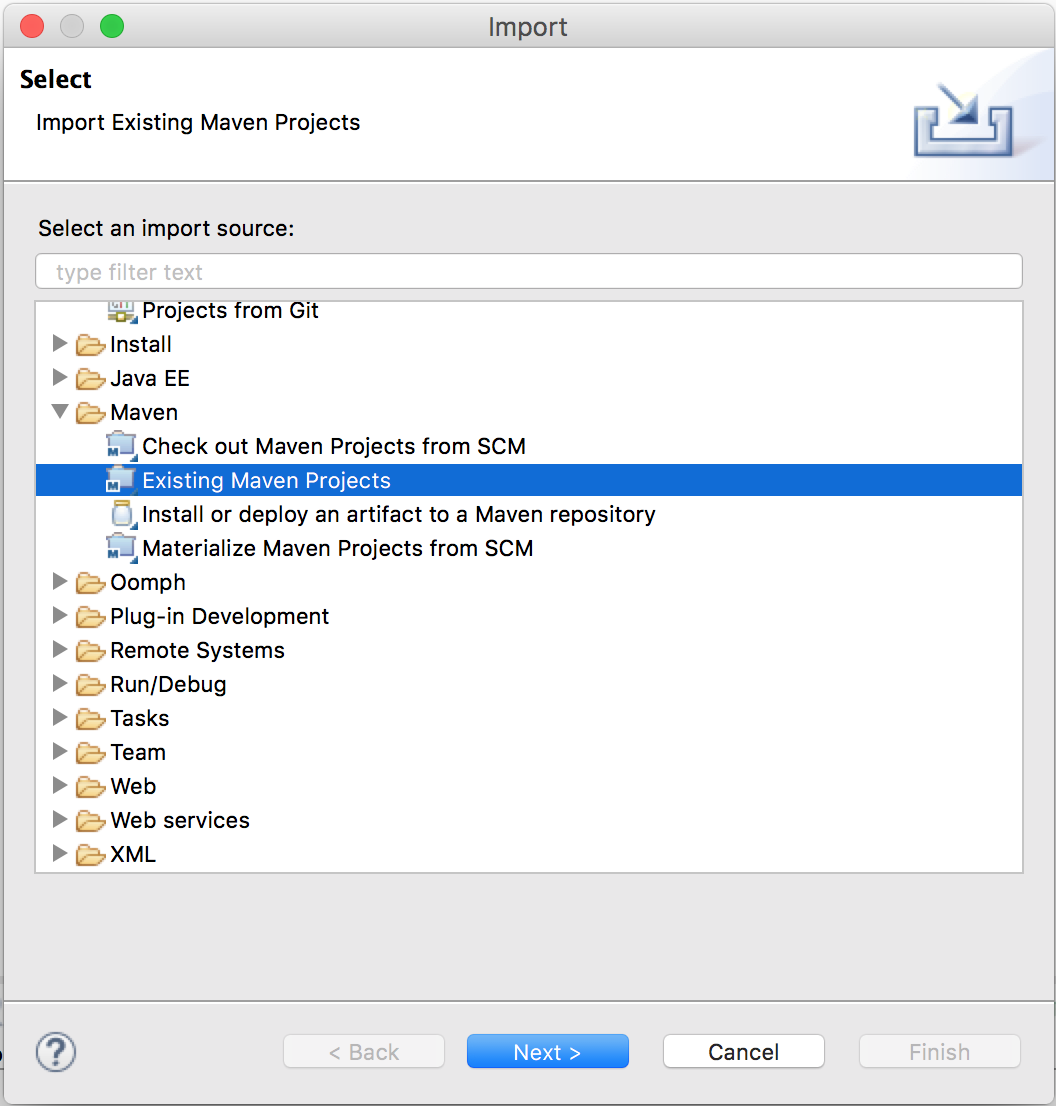 Import
Select
Import Existing Maven Projects
Select an import source:
type filter text
Projects from Git
Install
Java EE
Maven
Check out Maven Projects from SCM
Existing Maven Projects
Install or deploy an artifact to a Maven repository
Materialize Maven Projects from SCM
Oomph
Plug-in Development
Remote Systems
Run/Debug
Tasks
Team
Web
Web services
XML
? < Back Next > Cancel Finish